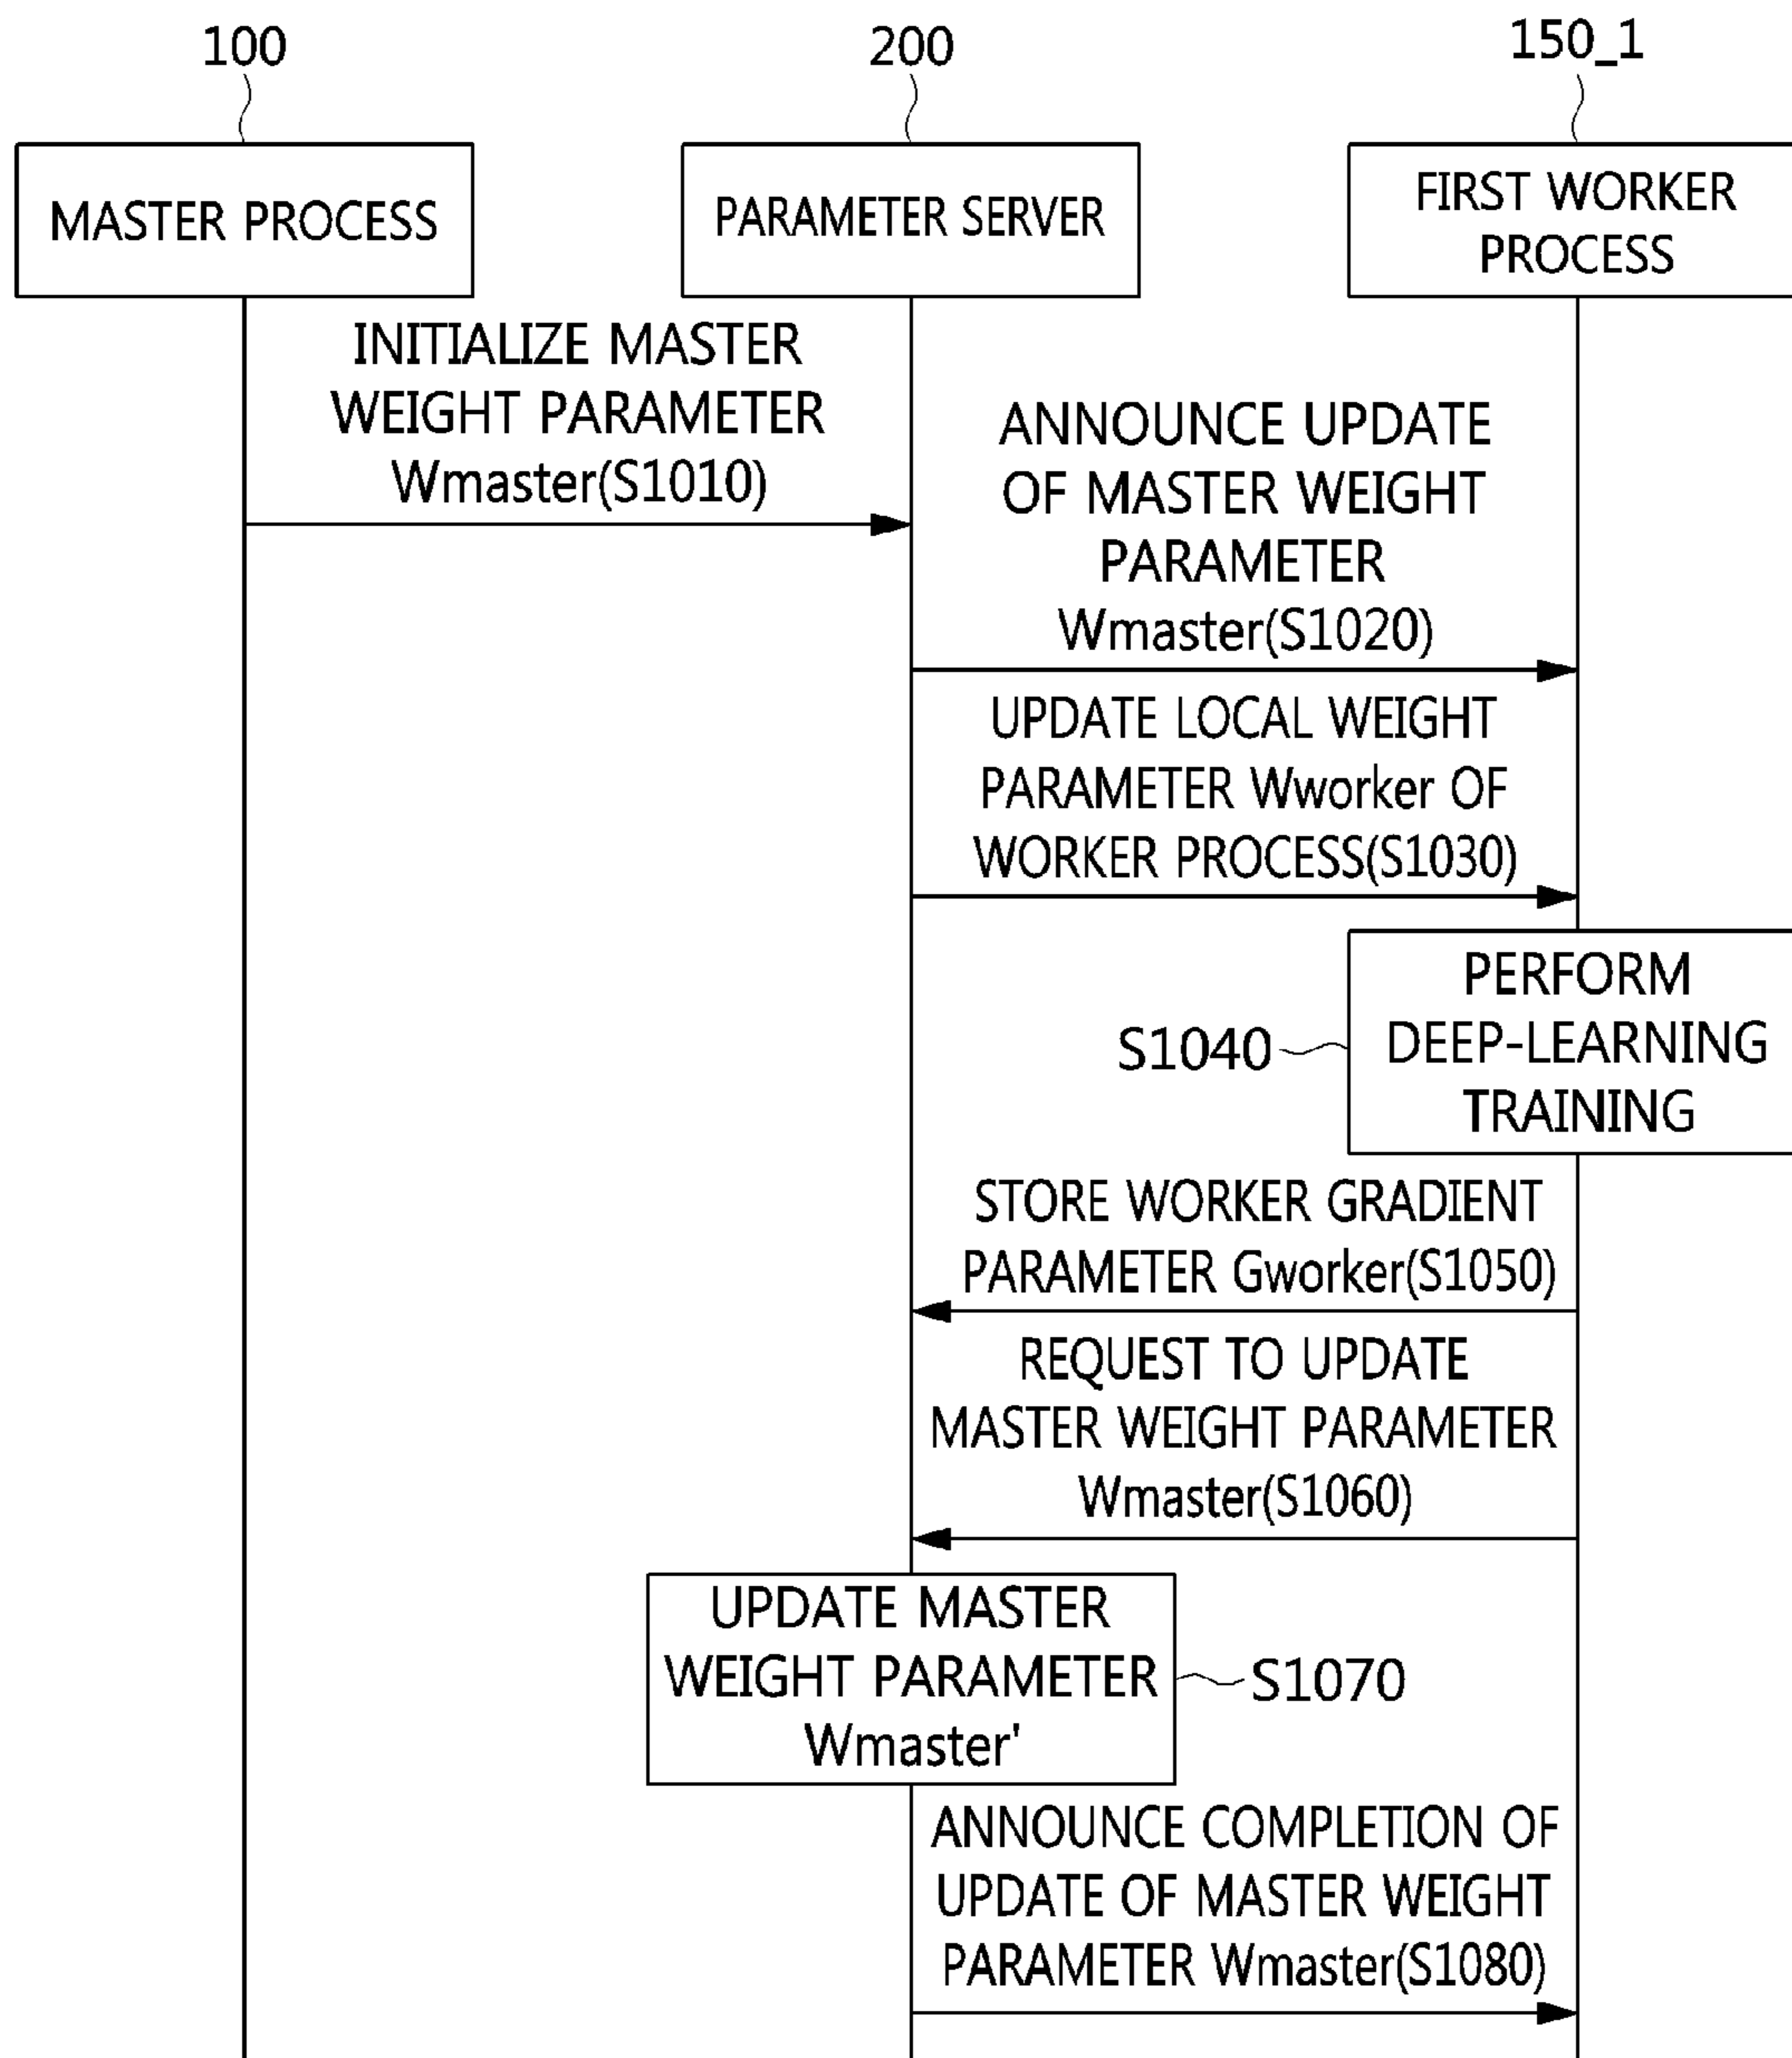 100
200
150_1
MASTER PROCESS
PARAMETER SERVER
FIRST WORKER
PROCESS
INITIALIZE MASTER
WEIGHT PARAMETER
Wmaster(S1010)
ANNOUNCE UPDATE
OF MASTER WEIGHT
PARAMETER
Wmaster(S1020)
UPDATE LOCAL WEIGHT
PARAMETER Wworker OF
WORKER PROCESS(S1030)
PERFORM
DEEP-LEARNING
TRAINING
S1040
STORE WORKER GRADIENT
PARAMETER Gworker(S1050)
REQUEST TO UPDATE
MASTER WEIGHT PARAMETER
Wmaster(S1060)
UPDATE MASTER
WEIGHT PARAMETER
Wmaster'
S1070
ANNOUNCE COMPLETION OF
UPDATE OF MASTER WEIGHT
PARAMETER Wmaster(S1080)